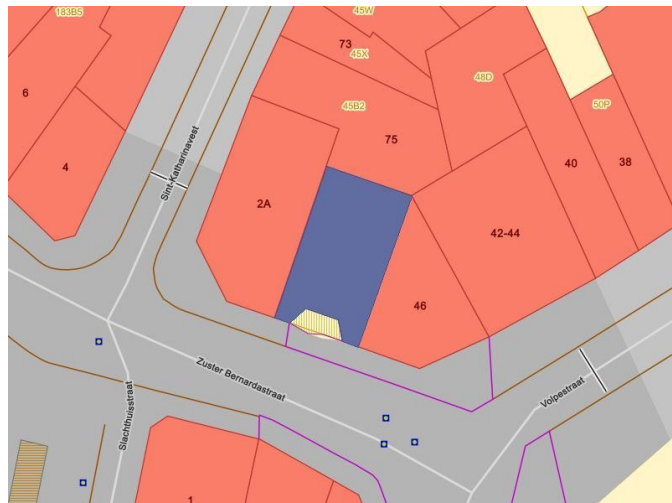 183B5
45W
73
45X
48D
6
45B2
50P
75
40
38
4
Sint-Katharinavest
2A
42-44
46
Zuster Bernardastraat
Volpestraat
Slachthuisstraat
1